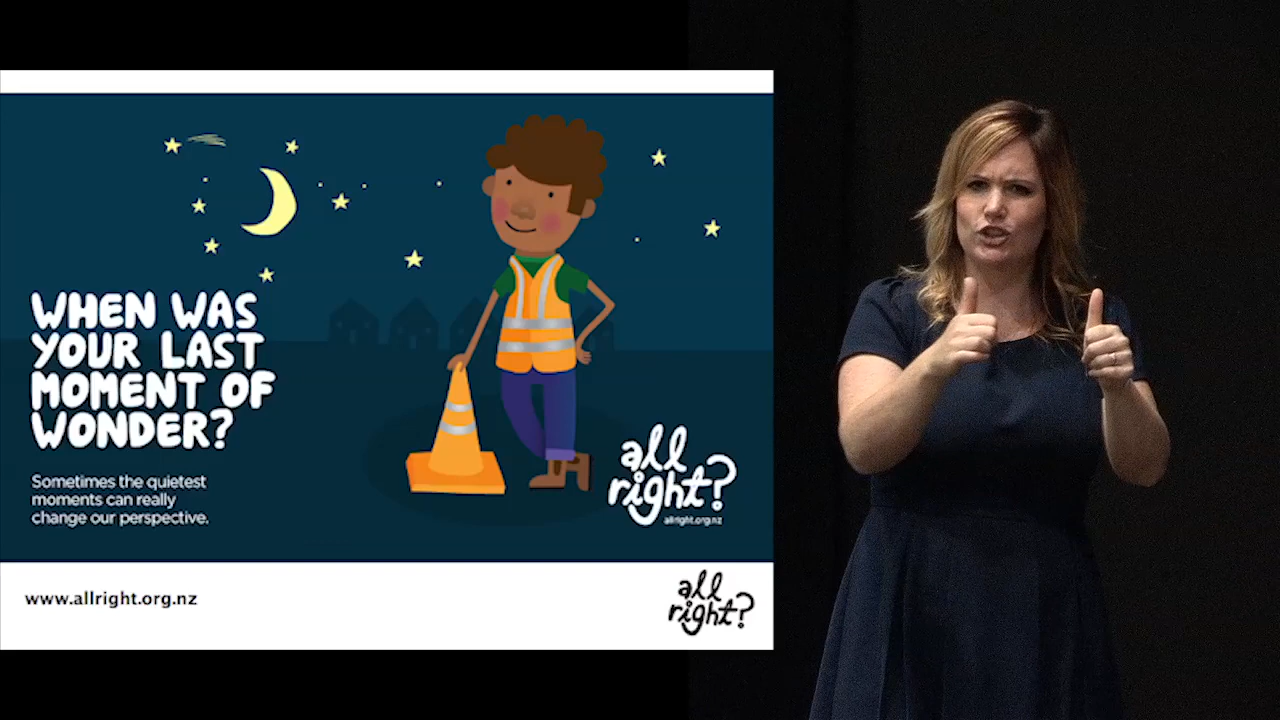 WHEN WAS
YOUR LAST
MOMENT OF
WONDER?
Sometimes the quietest
moments can really
change our perspective.
all
right?
allright.org.nz
www.allright.org.nz
all
right?